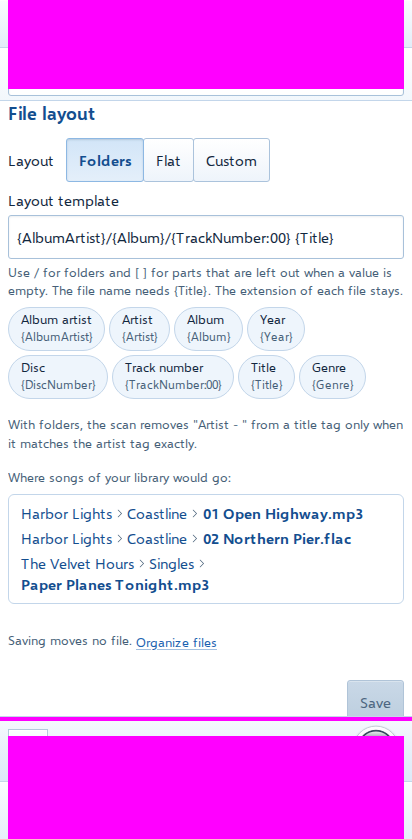 File layout
Layout Folders Flat Custom
Layout template
{AlbumArtist}/{Album}/{TrackNumber:00} {Title}
Use / for folders and [ ] for parts that are left out when a value is
empty. The file name needs {Title}. The extension of each file stays.
Album artist Artist Album Year
{AlbumArtist} {Artist} {Album} {Year}
Disc Track number Title Genre
{DiscNumber} {TrackNumber:00} {Title} {Genre}
With folders, the scan removes "Artist - " from a title tag only when
it matches the artist tag exactly.
Where songs of your library would go:
Harbor Lights > Coastline > 01 Open Highway.mp3
Harbor Lights > Coastline > 02 Northern Pier.flac
The Velvet Hours > Singles >
Paper Planes Tonight.mp3
Saving moves no file. Organize files
Save